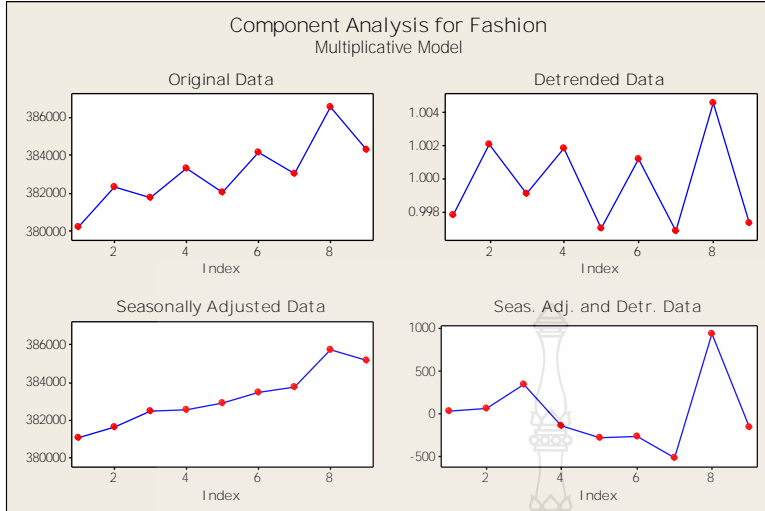 Component Analysis for Fashion
Multiplicative Model
Original Data
386000
384000
382000
380000
2 4 6 8
Index
Detrended Data
1.004
1.002
1.000
0.998
2 4 6 8
Index
Seasonally Adjusted Data
386000
384000
382000
380000
2 4 6 8
Index
Seas. Adj. and Detr. Data
1000
500
0
-500
2 4 6 8
Index